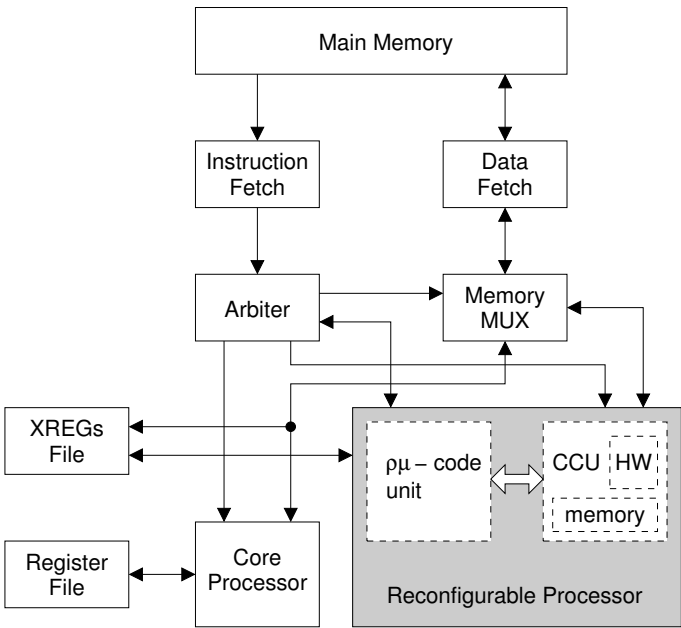 Main Memory
Instruction
Fetch
Data
Fetch
Arbiter
Memory
MUX
XREGs
File
ρμ – code
unit
CCU
HW
memory
Register
File
Core
Processor
Reconfigurable Processor